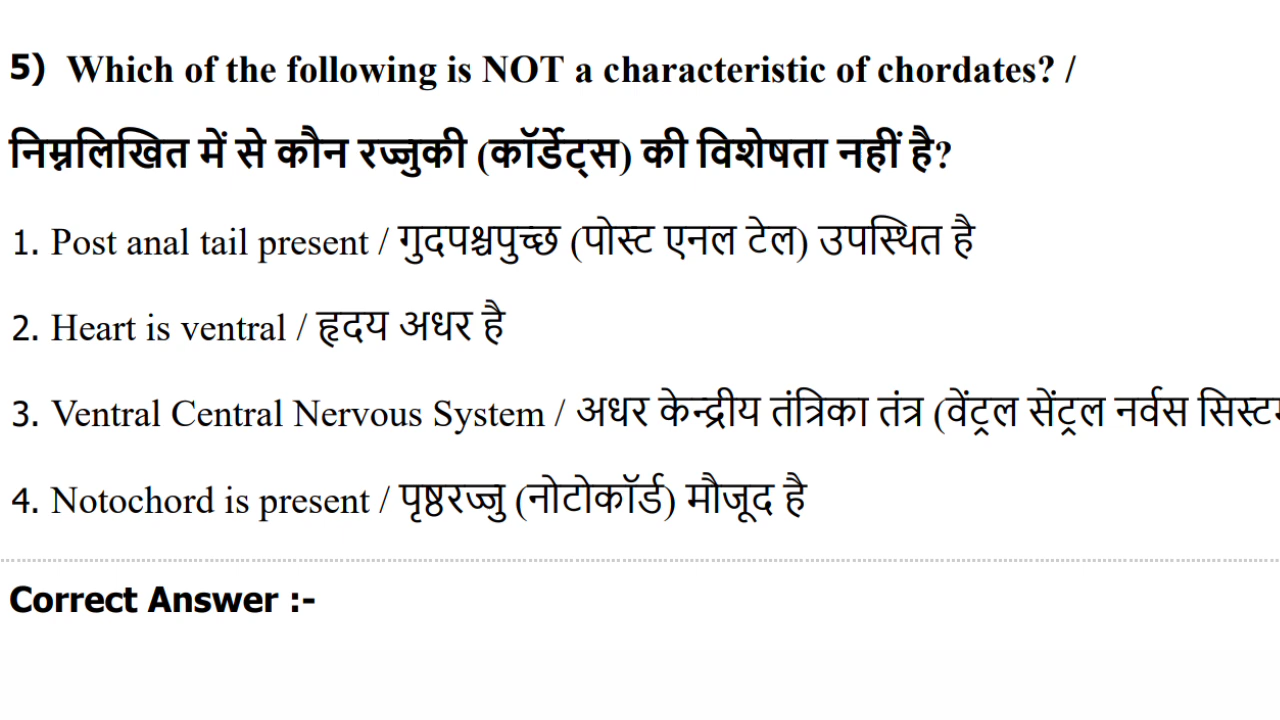 5) Which of the following is NOT a characteristic of chordates? /
निम्नलिखित में से कौन रज्जुकी (कॉर्डेट्स) की विशेषता नहीं है?
1. Post anal tail present / गुदपश्चपुच्छ (पोस्ट एनल टेल) उपस्थित है
2. Heart is ventral / हृदय अधर है
3. Ventral Central Nervous System / अधर केन्द्रीय तंत्रिका तंत्र (वेंट्रल सेंट्रल नर्वस
4. Notochord is present / पृष्ठरज्जु (नोटोकॉर्ड) मौजूद है
Correct Answer :-